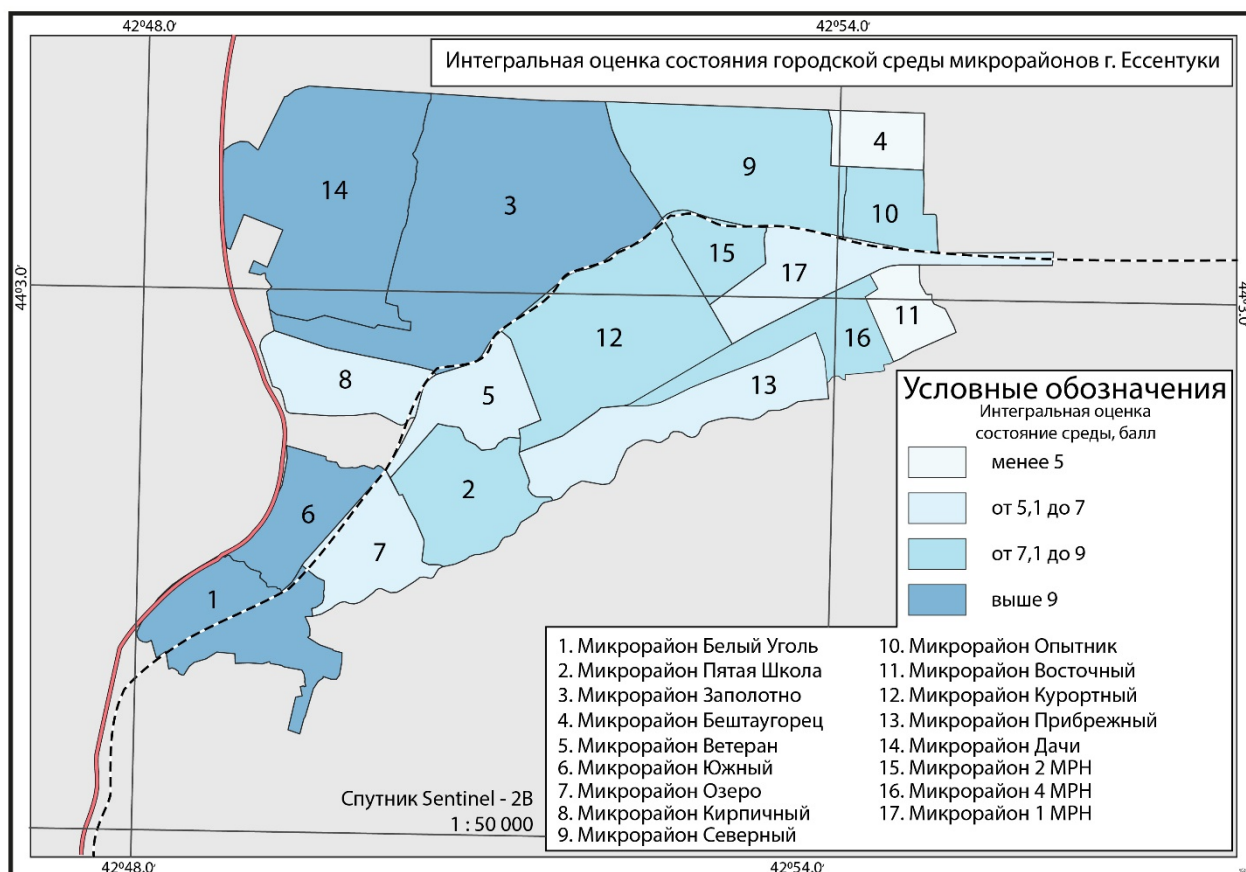 42º48.0'
42º54.0'
Интегральная оценка состояния городской среды микрорайонов г. Ессентуки
4
9
14
3
10
15
17
44º3.0'
44º3.0'
12
11
16
8
5
13
2
6
7
1
Условные обозначения
Интегральная оценка
состояние среды, балл
менее 5
от 5,1 до 7
от 7,1 до 9
выше 9
1. Микрорайон Белый Уголь
2. Микрорайон Пятая Школа
3. Микрорайон Заполотно
4. Микрорайон Бештаугорец
5. Микрорайон Ветеран
6. Микрорайон Южный
7. Микрорайон Озеро
8. Микрорайон Кирпичный
9. Микрорайон Северный
10. Микрорайон Опытник
11. Микрорайон Восточный
12. Микрорайон Курортный
13. Микрорайон Прибрежный
14. Микрорайон Дачи
15. Микрорайон 2 МРН
16. Микрорайон 4 МРН
17. Микрорайон 1 МРН
Спутник Sentinel - 2B
1 : 50 000
42º48.0'
42º54.0'